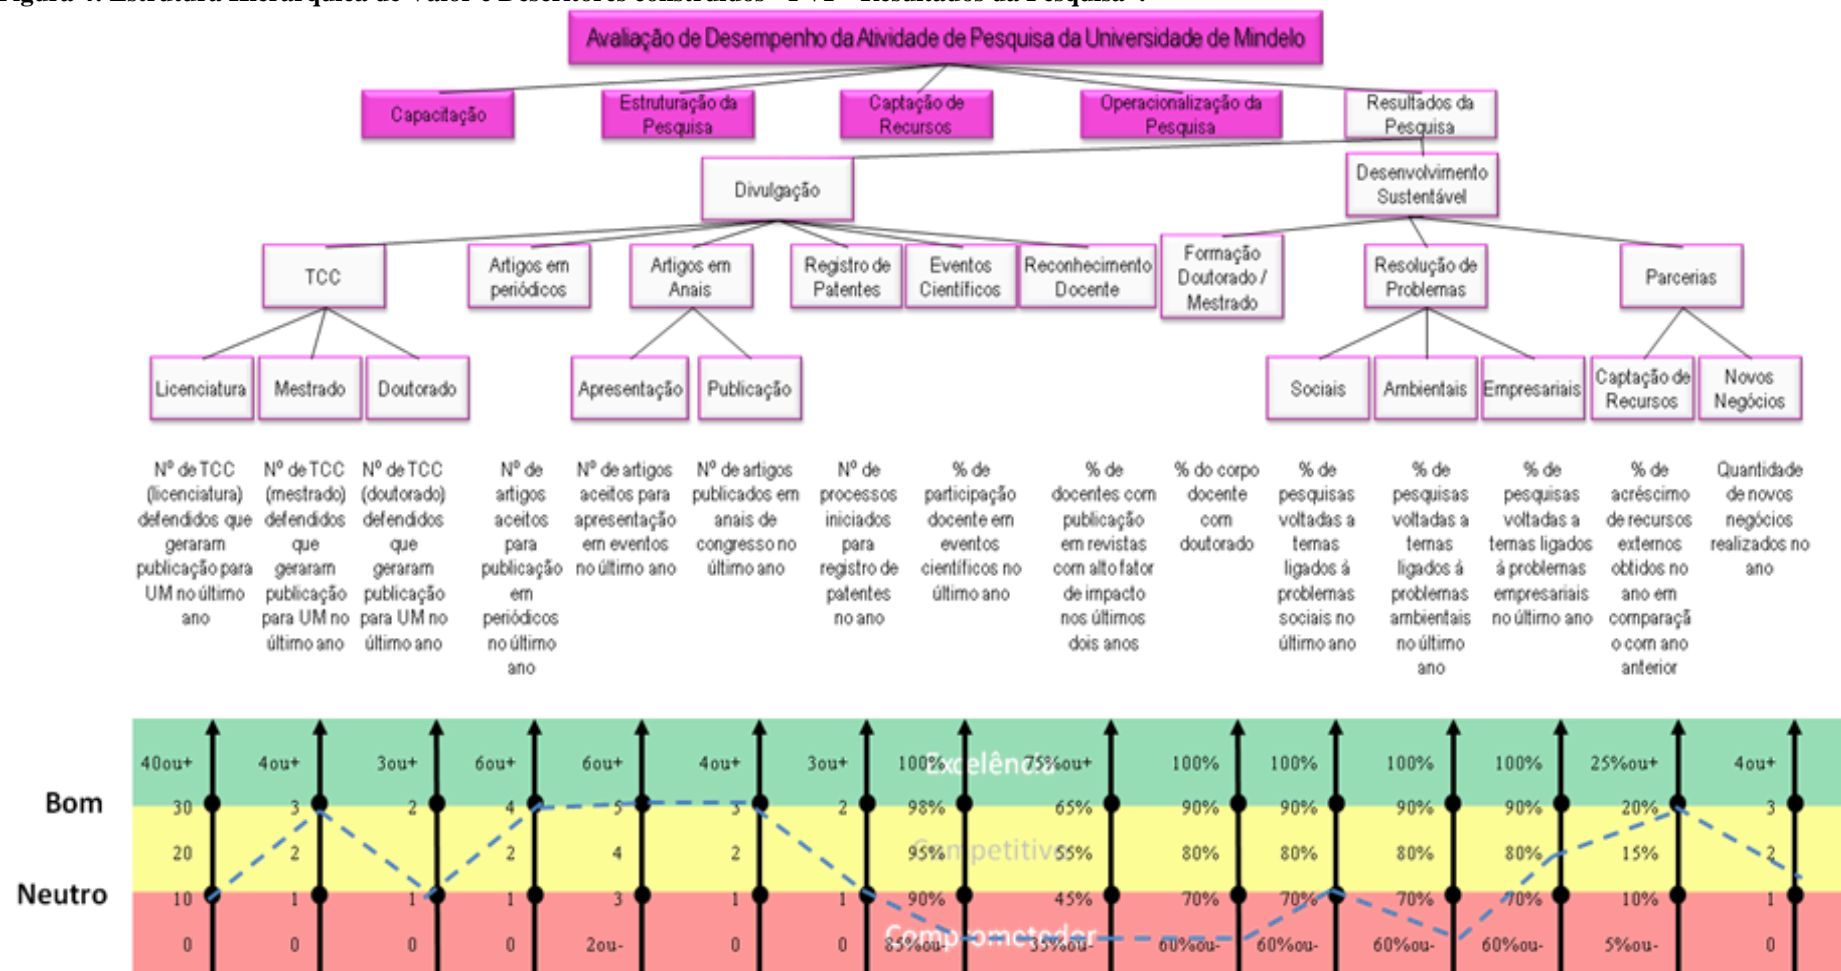 Avaliação de Desempenho da Atividade de Pesquisa da Universidade de Mindelo
Capacitação
Estruturação da
Pesquisa
Captação de
Recursos
Operacionalização da
Pesquisa
Resultados da
Pesquisa
Divulgação
Desenvolvimento
Sustentável
TCC
Artigos em
periódicos
Artigos em
Anais
Registro de
Patentes
Eventos
Científicos
Reconhecimento
Docente
Formação
Doutorado /
Mestrado
Resolução de
Problemas
Parcerias
Licenciatura
Mestrado
Doutorado
Apresentação
Publicação
Sociais
Ambientais
Empresariais
Captação de
Recursos
Novos
Negócios
Nº de TCC
(licenciatura)
defendidos que
geraram
publicação para
UM no último
ano
Nº de TCC
(mestrado)
defendidos
que
geraram
publicação
para UM no
último ano
Nº de TCC
(doutorado)
defendidos
que
geraram
publicação
para UM no
último ano
Nº de
artigos
aceitos
para
publicação
em
periódicos
no último
ano
Nº de artigos
aceitos para
apresentação
em eventos
no último ano
Nº de artigos
publicados em
anais de
congresso no
último ano
Nº de
processos
iniciados
para
registro de
patentes
no ano
% de
participação
docente em
eventos
científicos no
último ano
% de
docentes com
publicação
em revistas
com alto fator
de impacto
nos últimos
dois anos
% do corpo
docente
com
doutorado
% de
pesquisas
voltadas a
temas
ligados à
problemas
sociais no
último ano
% de
pesquisas
voltadas a
temas
ligados à
problemas
ambientais
no último
ano
% de
pesquisas
voltadas a
temas ligados
à problemas
empresariais
no último ano
% de
acréscimo
de recursos
externos
obtidos no
ano em
comparaçã
o com ano
anterior
Quantidade
de novos
negócios
realizados no
ano
Excelência
40ou+ 4ou+ 3ou+ 6ou+ 6ou+ 4ou+ 3ou+ 100% 75%ou+ 100% 100% 100% 100% 25%ou+ 4ou+
Bom 30 3 2 4 5 3 2 98% 65% 90% 90% 90% 90% 20% 3
Competitivo
20 2 2 4 2 95% 55% 80% 80% 80% 80% 15% 2
Neutro 10 1 1 1 3 1 1 90% 45% 70% 70% 70% 70% 10% 1
Comprometedor
0 0 0 0 2ou- 0 0 85%ou- 35%ou- 60%ou- 60%ou- 60%ou- 60%ou- 5%ou- 0